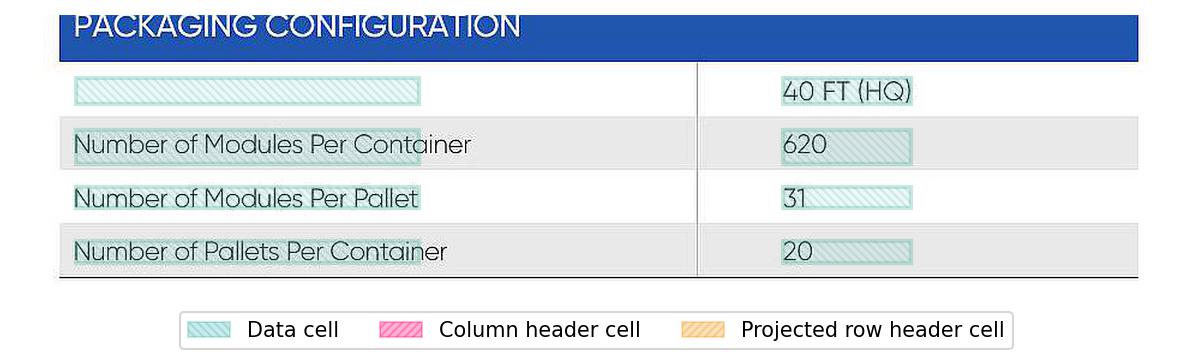 PACKAGING CONFIGURATION
40 FT (HQ)
Number of Modules Per Container 620
Number of Modules Per Pallet 31
Number of Pallets Per Container 20
Data cell Column header cell Projected row header cell